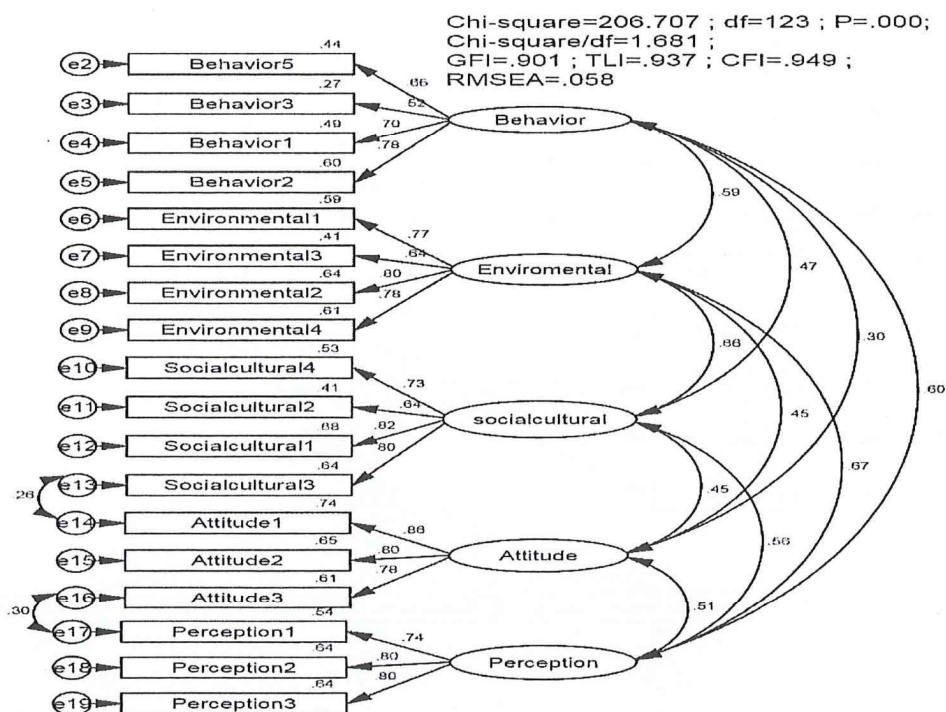 Chi-square=206.707 ; df=123 ; P=.000;
Chi-square/df=1.681 ;
GFI=.901 ; TLI=.937 ; CFI=.949 ;
RMSEA=.058
.44
e2 Behavior5
.66
.27
e3 Behavior3
.52
Behavior
.49
e4 Behavior1
.70
.78
.60
e5 Behavior2
.59
.59
e6 Environmental1
.77
.41
e7 Environmental3
.64
Enviromental
.47
.64
e8 Environmental2
.80
.78
.61
e9 Environmental4
.66
.30
.53
e10 Socialcultural4
.73
.60
.41
e11 Socialcultural2
.64
socialcultural
.45
.68
e12 Socialcultural1
.82
.80
.67
.64
e13 Socialcultural3
.45
.26
.74
e14 Attitude1
.86
.56
.65
e15 Attitude2
.80
Attitude
.78
.61
e16 Attitude3
.30
.54
e17 Perception1
.74
.51
.64
e18 Perception2
.80
Perception
.80
.64
e19 Perception3